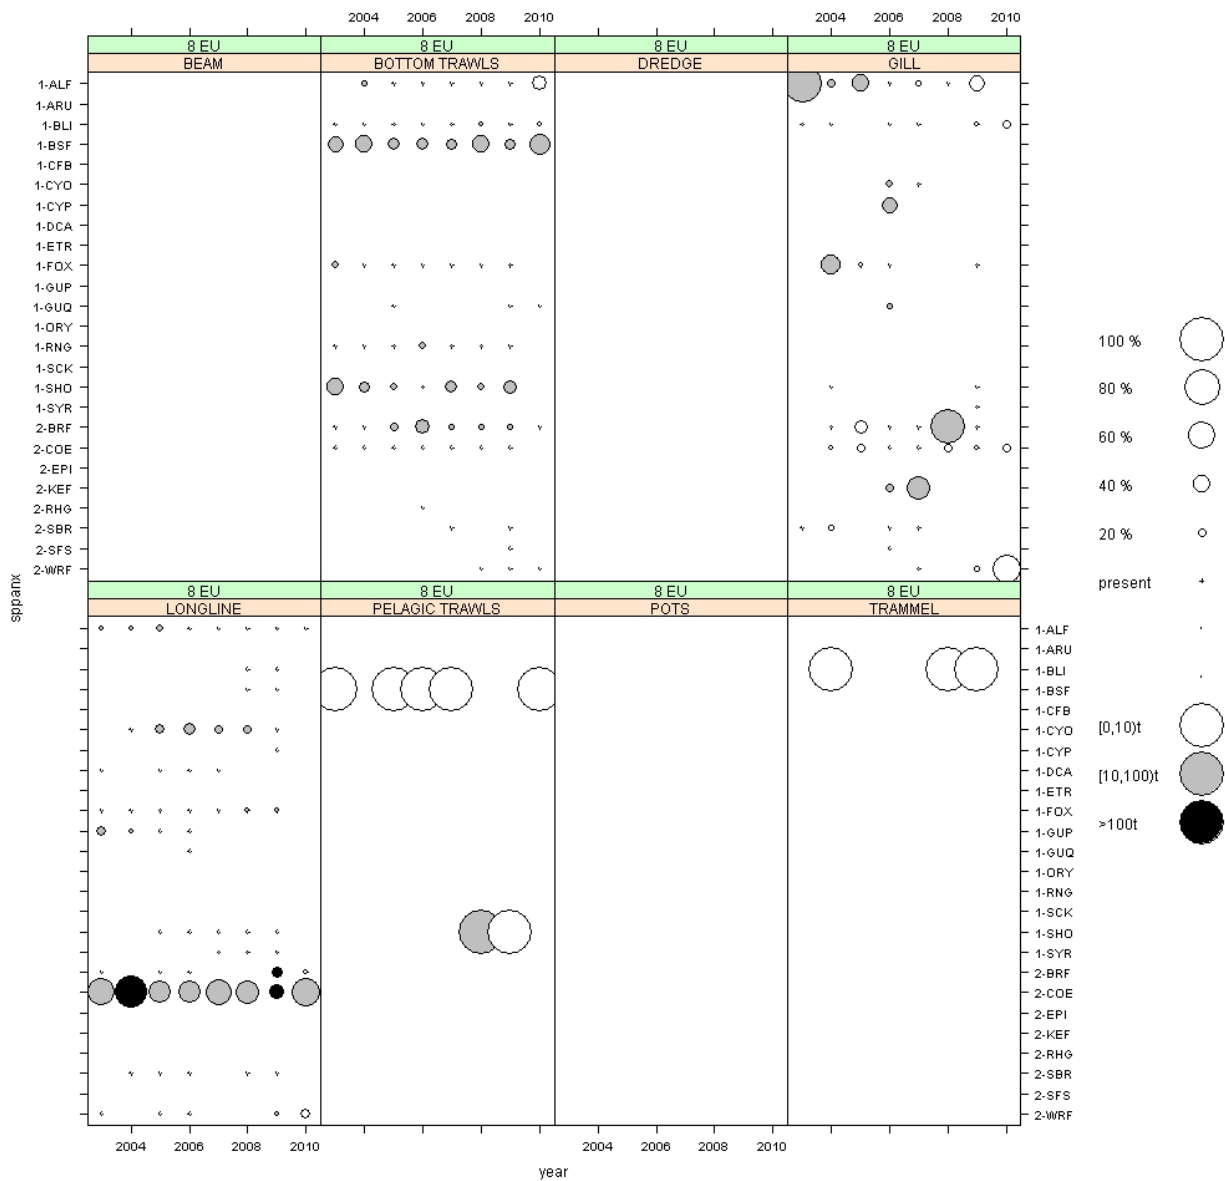 2004 2006 2008 2010 2004 2006 2008 2010
8 EU 8 EU 8 EU 8 EU
BEAM BOTTOM TRAWLS DREDGE GILL
1-ALF
1-ARU
1-BLI
1-BSF
1-CFB
1-CYO
1-CYP
1-DCA
1-ETR
1-FOX
1-GUP
1-GUQ
1-ORY
1-RNG
1-SCK
1-SHO
1-SYR
2-BRF
2-COE
2-EPI
2-KEF
2-RHG
2-SBR
2-SFS
2-WRF
sppanx
8 EU 8 EU 8 EU 8 EU
LONGLINE PELAGIC TRAWLS POTS TRAMMEL
1-ALF
1-ARU
1-BLI
1-BSF
1-CFB
1-CYO
1-CYP
1-DCA
1-ETR
1-FOX
1-GUP
1-GUQ
1-ORY
1-RNG
1-SCK
1-SHO
1-SYR
2-BRF
2-COE
2-EPI
2-KEF
2-RHG
2-SBR
2-SFS
2-WRF
2004 2006 2008 2010 2004 2006 2008 2010
year
100 %
80 %
60 %
40 %
20 %
present
[0,10)t
[10,100)t
>100t